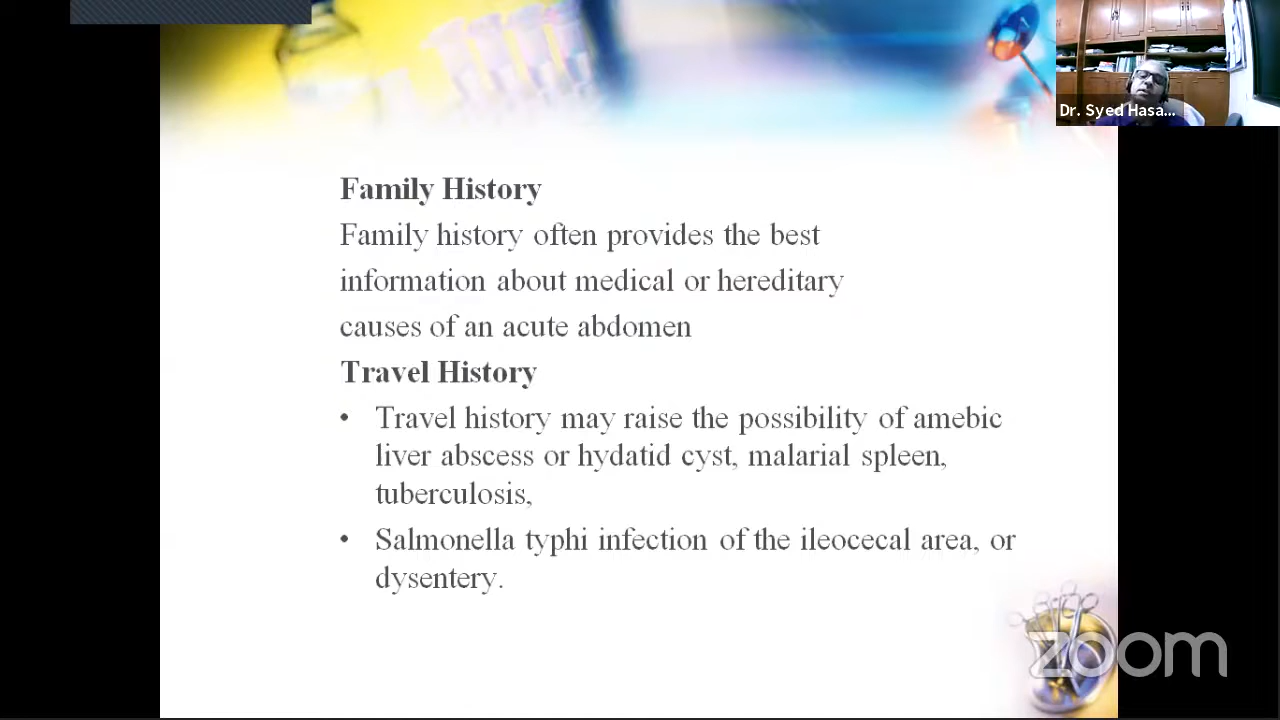 Dr. Syed Hasa...
Family History
Family history often provides the best
information about medical or hereditary
causes of an acute abdomen
Travel History
• Travel history may raise the possibility of amebic
liver abscess or hydatid cyst, malarial spleen,
tuberculosis,
• Salmonella typhi infection of the ileocecal area, or
dysentery.
zoom